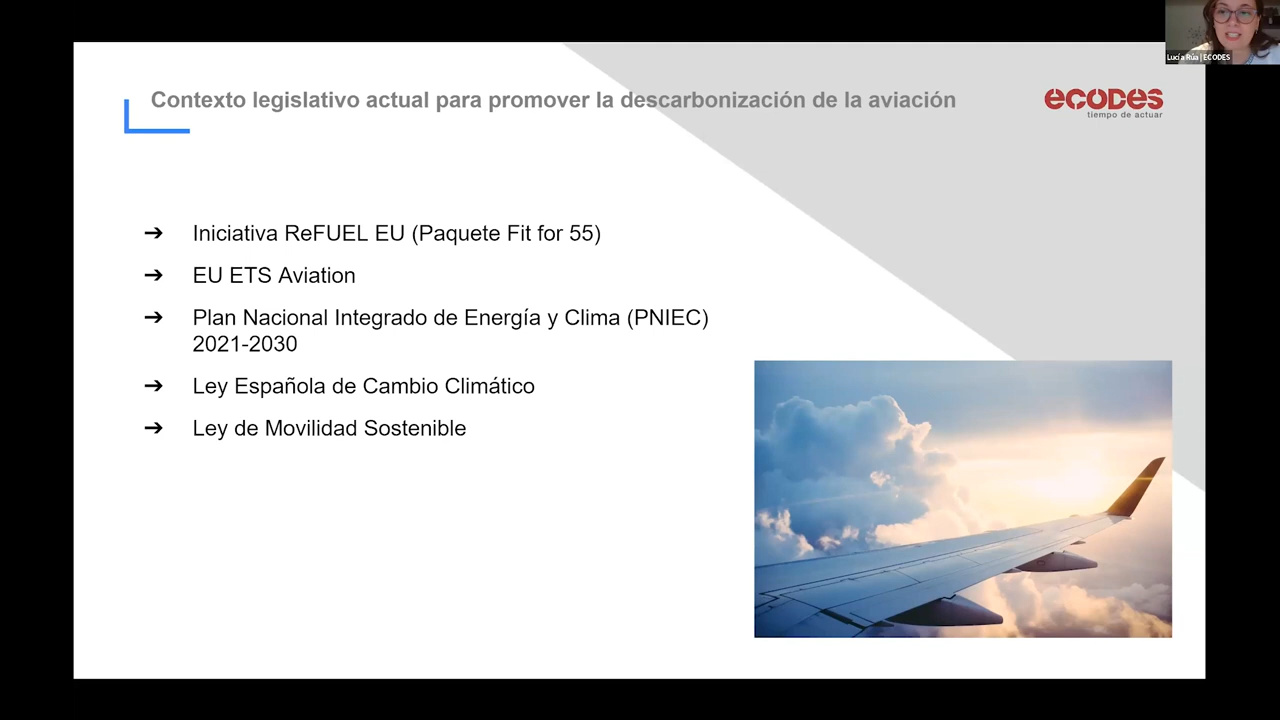 Lucía Rúa | ECODES
Contexto legislativo actual para promover la descarbonización de la aviación
ecodes
tiempo de actuar
➔ Iniciativa ReFUEL EU (Paquete Fit for 55)
➔ EU ETS Aviation
➔ Plan Nacional Integrado de Energía y Clima (PNIEC)
2021-2030
➔ Ley Española de Cambio Climático
➔ Ley de Movilidad Sostenible